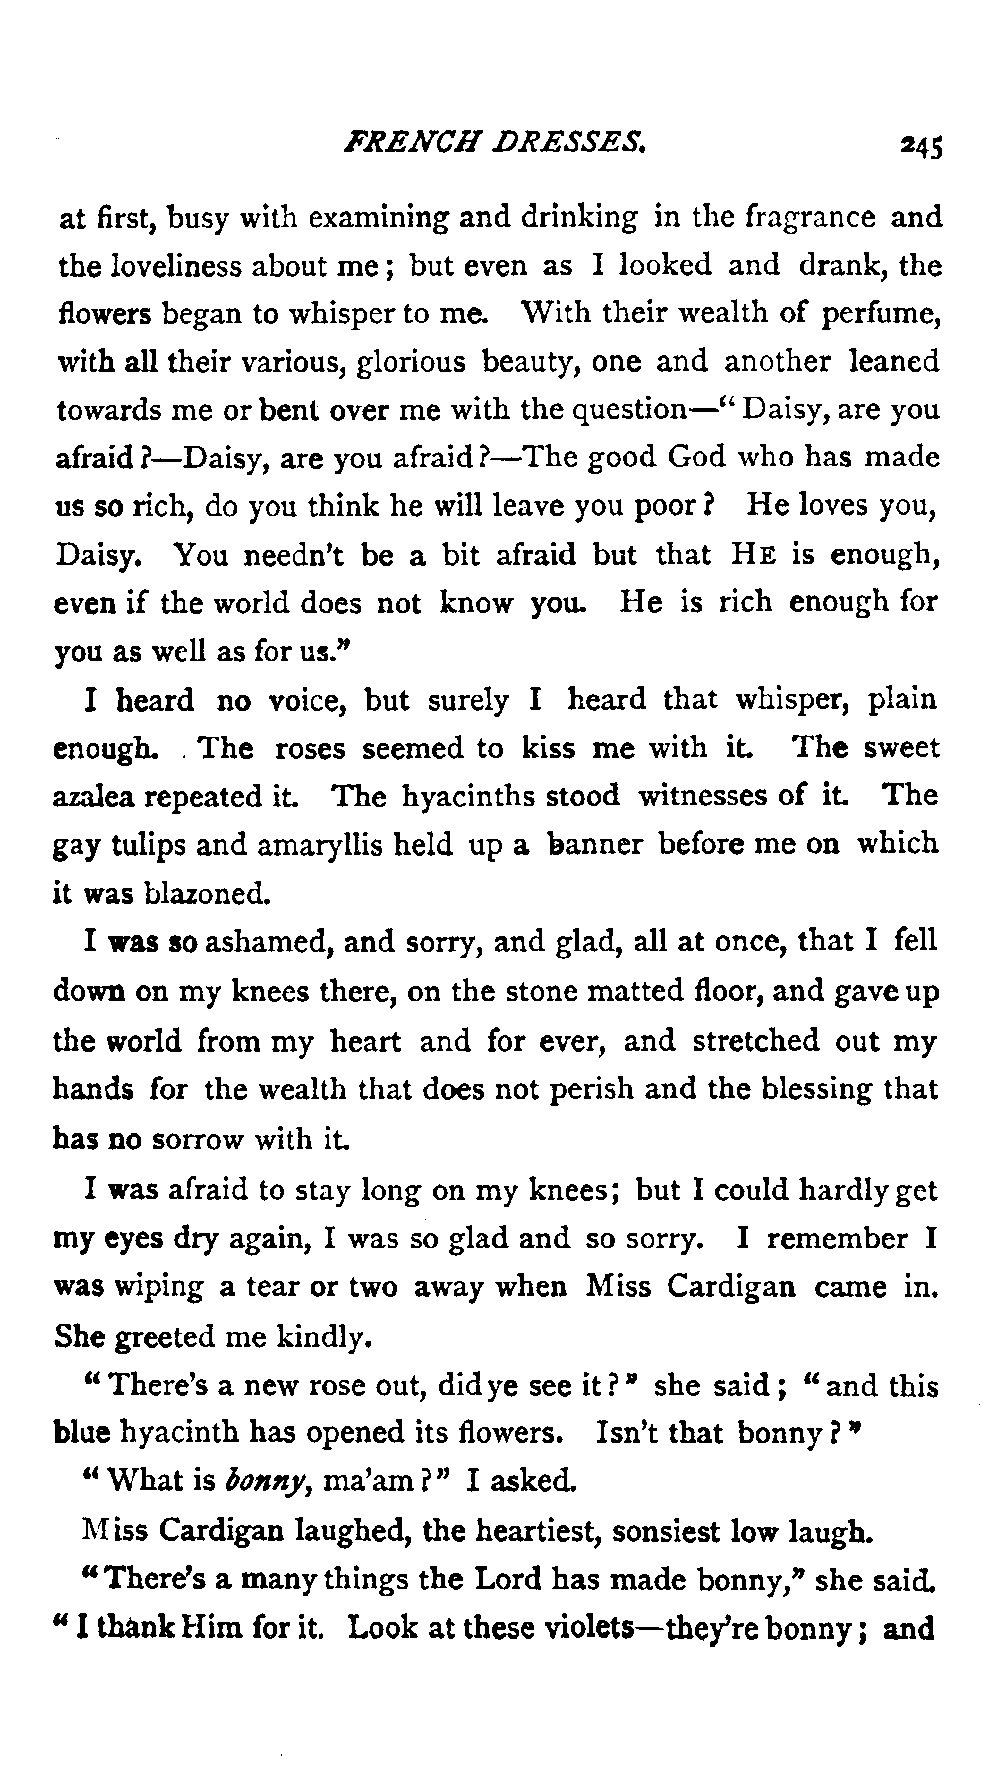 FRENCH DRESSES. 245
at first, busy with examining and drinking in the fragrance and
the loveliness about me; but even as I looked and drank, the
flowers began to whisper to me. With their wealth of perfume,
with all their various, glorious beauty, one and another leaned
towards me or bent over me with the question—“Daisy, are you
afraid?—Daisy, are you afraid?—The good God who has made
us so rich, do you think he will leave you poor? He loves you,
Daisy. You needn't be a bit afraid but that HE is enough,
even if the world does not know you. He is rich enough for
you as well as for us.”
I heard no voice, but surely I heard that whisper, plain
enough. The roses seemed to kiss me with it. The sweet
azalea repeated it. The hyacinths stood witnesses of it. The
gay tulips and amaryllis held up a banner before me on which
it was blazoned.
I was so ashamed, and sorry, and glad, all at once, that I fell
down on my knees there, on the stone matted floor, and gave up
the world from my heart and for ever, and stretched out my
hands for the wealth that does not perish and the blessing that
has no sorrow with it.
I was afraid to stay long on my knees; but I could hardly get
my eyes dry again, I was so glad and so sorry. I remember I
was wiping a tear or two away when Miss Cardigan came in.
She greeted me kindly.
“There's a new rose out, did ye see it?” she said; “and this
blue hyacinth has opened its flowers. Isn't that bonny?”
“What is bonny, ma'am?” I asked.
Miss Cardigan laughed, the heartiest, sonsiest low laugh.
“There's a many things the Lord has made bonny,” she said.
“I thank Him for it. Look at these violets—they're bonny; and